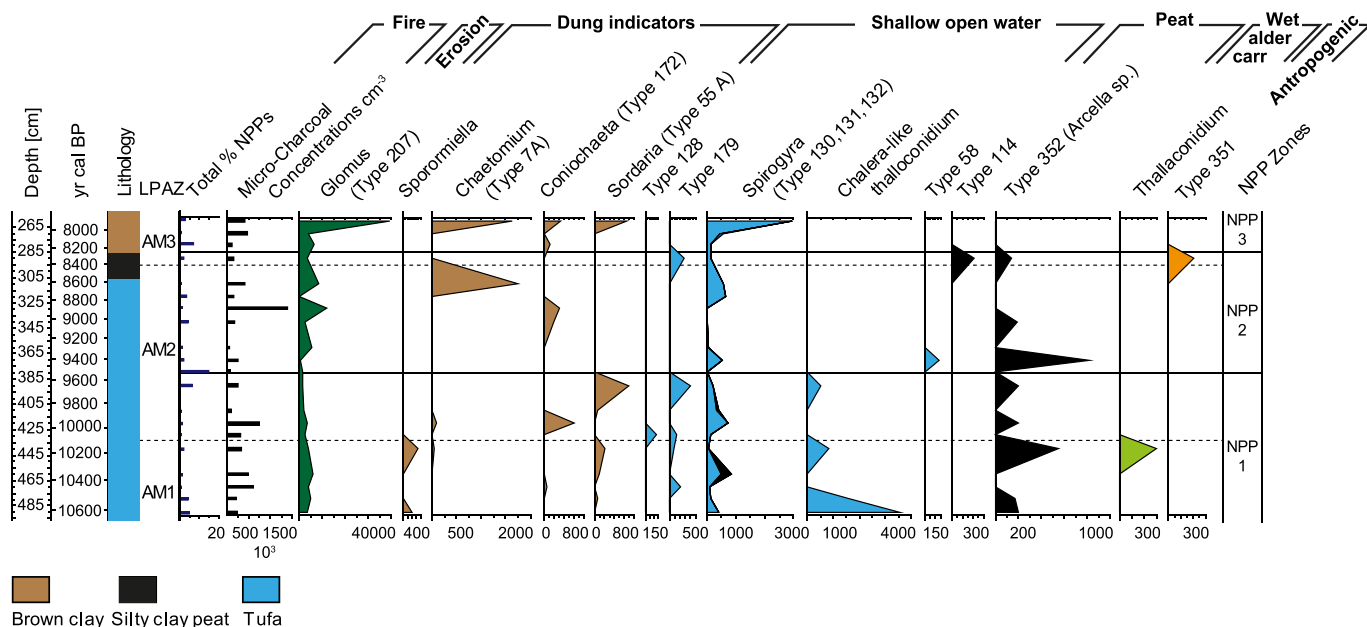 Fire
Erosion
Dung indicators
Shallow open water
Peat
Wet
alder
carr
Antropogenic
Depth [cm]
yr cal BP
Lithology
LPAZ
Total % NPPs
Micro-Charcoal
Concentrations cm-3
Glomus
(Type 207)
Sporormiella
Chaetomium
(Type 7A)
Coniochaeta (Type 172)
Sordaria (Type 55 A)
Type 128
Type 179
Spirogyra
(Type 130,131,132)
Chalera-like
thalloconidium
Type 58
Type 114
Type 352 (Arcella sp.)
Thallaconidium
Type 351
NPP Zones
265
285
305
325
345
365
385
405
425
445
465
485
8000
8200
8400
8600
8800
9000
9200
9400
9600
9800
10000
10200
10400
10600
AM3
AM2
AM1
NPP
3
NPP
2
NPP
1
20 500 1500 40000 400 500 2000 0 800 0 800 150 500 0 3000 0 1000 4000 150 300 200 1000 300 300
10³
Brown clay Silty clay peat Tufa